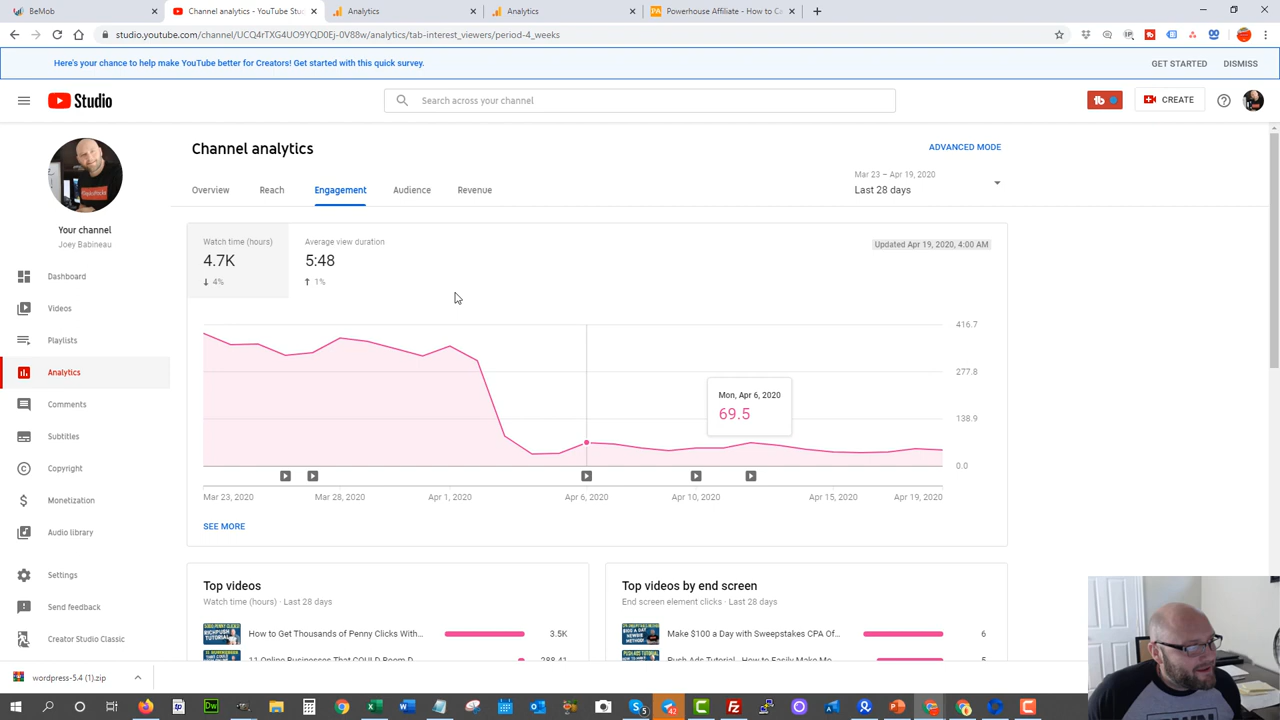 BeMob
Channel analytics - YouTube Stud
Analytics
Analytics
Powerhouse Affiliate - How to Ca
studio.youtube.com/channel/UCQ4rTXG4UO9YQD0Ej-0V88w/analytics/tab-interest_viewers/period-4_weeks
Here's your chance to help make YouTube better for Creators! Get started with this quick survey.
GET STARTED
DISMISS
Studio
Search across your channel
CREATE
Channel analytics
ADVANCED MODE
Overview
Reach
Engagement
Audience
Revenue
Mar 23 – Apr 19, 2020
Last 28 days
Your channel
Joey Babineau
Dashboard
Videos
Playlists
Analytics
Comments
Subtitles
Copyright
Monetization
Audio library
Settings
Send feedback
Creator Studio Classic
Watch time (hours)
4.7K
4%
Average view duration
5:48
1%
Updated Apr 19, 2020, 4:00 AM
416.7
277.8
138.9
0.0
Mon, Apr 6, 2020
69.5
Mar 23, 2020
Mar 28, 2020
Apr 1, 2020
Apr 6, 2020
Apr 10, 2020
Apr 15, 2020
Apr 19, 2020
SEE MORE
Top videos
Watch time (hours) · Last 28 days
How to Get Thousands of Penny Clicks With...
3.5K
Top videos by end screen
End screen element clicks · Last 28 days
Make $100 a Day with Sweepstakes CPA Of...
6
wordpress-5.4 (1).zip